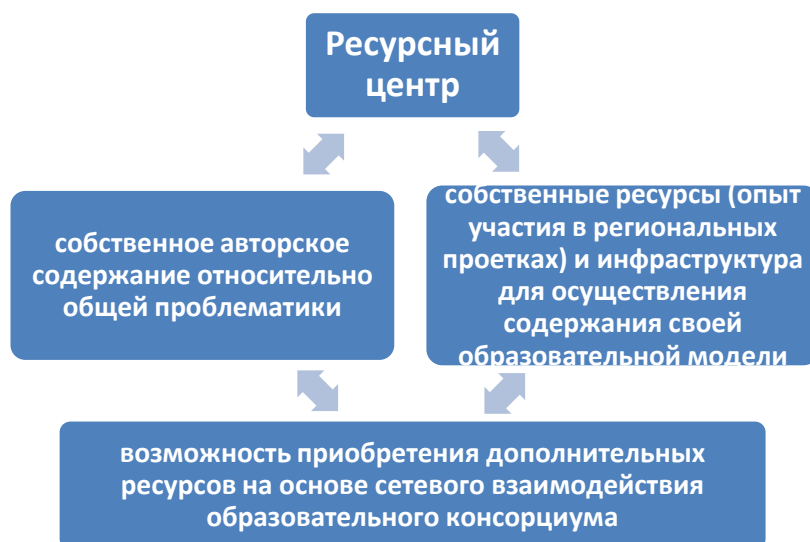 Ресурсный
центр
собственное авторское
содержание относительно
общей проблематики
собственные ресурсы (опыт
участия в региональных
проетках) и инфраструктура
для осуществления
содержания своей
образовательной модели
возможность приобретения дополнительных
ресурсов на основе сетевого взаимодействия
образовательного консорциума